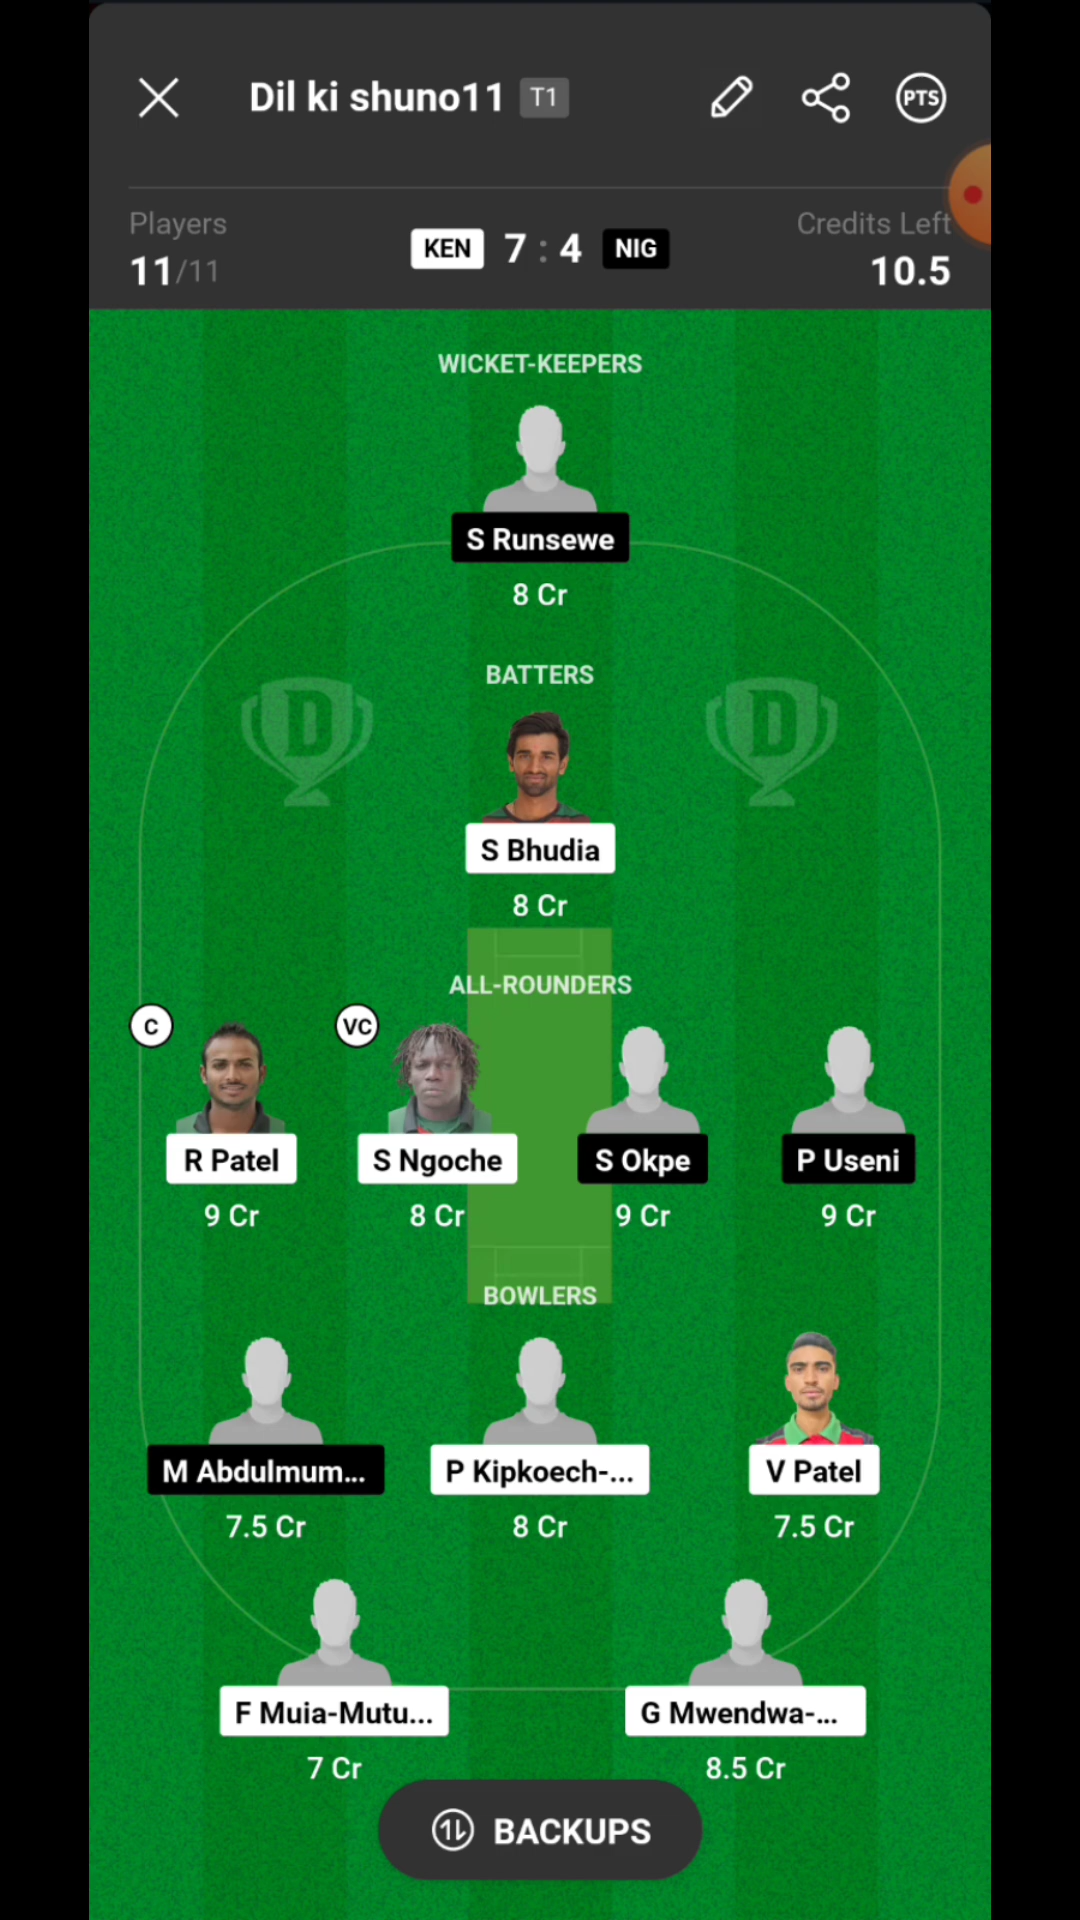 Dil ki shuno11 T1
PTS
Players
Credits Left
11/11
KEN 7 : 4 NIG
10.5
WICKET-KEEPERS
S Runsewe
8 Cr
BATTERS
D D
S Bhudia
8 Cr
ALL-ROUNDERS
C VC
R Patel S Ngoche S Okpe P Useni
9 Cr 8 Cr 9 Cr 9 Cr
BOWLERS
M Abdulmum... P Kipkoech-... V Patel
7.5 Cr 8 Cr 7.5 Cr
F Muia-Mutu... G Mwendwa-...
7 Cr 8.5 Cr
BACKUPS